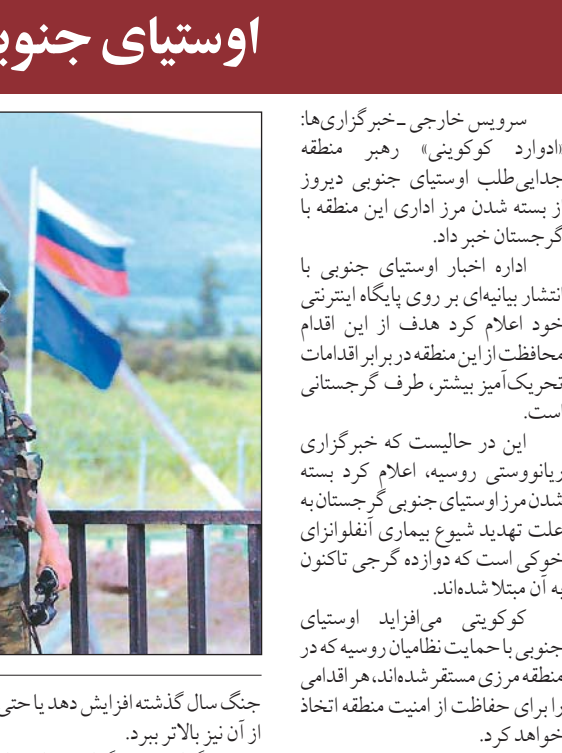 اوستیای جنوبی
سرویس خارجی ـ خبرگزاری‌ها:
«ادوارد کوکوینی» رهبر منطقه
جدایی‌طلب اوستیای جنوبی دیروز
از بسته شدن مرز اداری این منطقه با
گرجستان خبر داد.
اداره اخبار اوستیای جنوبی با
انتشار بیانیه‌ای بر روی پایگاه اینترنتی
خود اعلام کرد هدف از این اقدام
محافظت از این منطقه در برابر اقدامات
تحریک‌آمیز بیشتر، طرف گرجستانی
است.
این در حالیست که خبرگزاری
ریانووستی روسیه، اعلام کرد بسته
شدن مرز اوستیای جنوبی گرجستان به
علت تهدید شیوع بیماری آنفلوانزای
خوکی است که دوازده گرجی تاکنون
به آن مبتلا شده‌اند.
کوکویتی می‌افزاید اوستیای
جنوبی با حمایت نظامیان روسیه که در
منطقه مرزی مستقر شده‌اند، هر اقدامی
را برای حفاظت از امنیت منطقه اتخاذ
خواهد کرد.
جنگ سال گذشته افزایش دهد یا حتی
از آن نیز بالاتر ببرد.